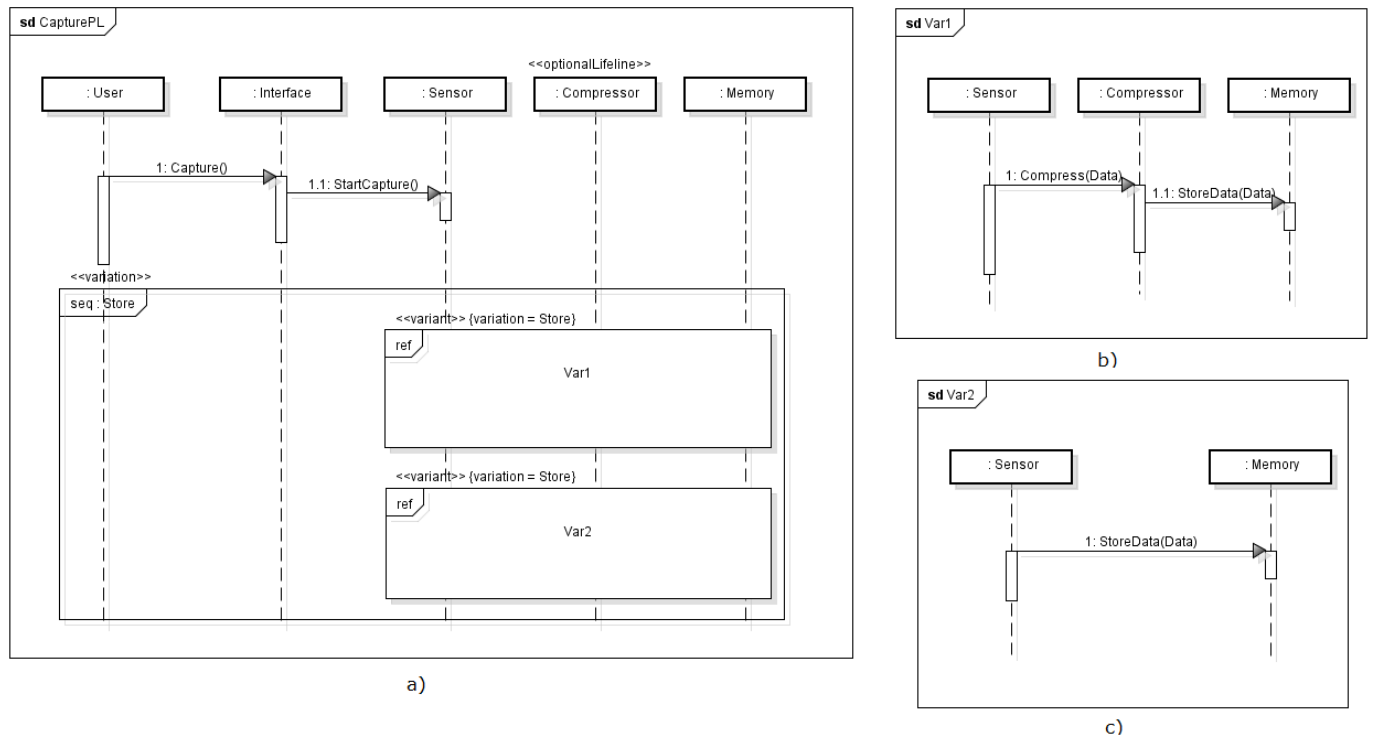 sd CapturePL
<<optionalLifeline>>
: User
: Interface
: Sensor
: Compressor
: Memory
1: Capture()
1.1: StartCapture()
<<variation>>
seq : Store
<<variant>> {variation = Store}
ref
Var1
<<variant>> {variation = Store}
ref
Var2
a)
sd Var1
: Sensor
: Compressor
: Memory
1: Compress(Data)
1.1: StoreData(Data)
b)
sd Var2
: Sensor
: Memory
1: StoreData(Data)
c)